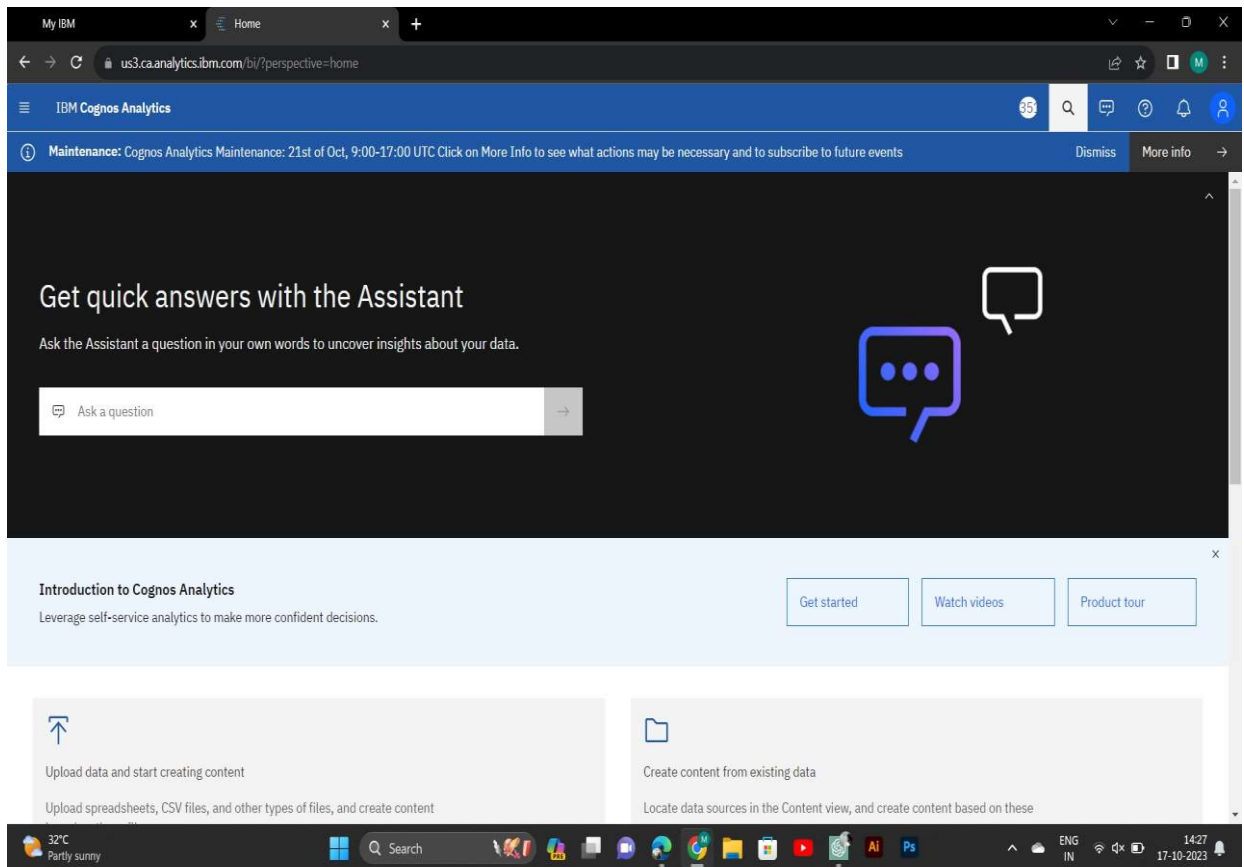 My IBM
Home
us3.ca.analytics.ibm.com/bi/?perspective=home
M
IBM Cognos Analytics
351
Maintenance: Cognos Analytics Maintenance: 21st of Oct, 9:00-17:00 UTC Click on More Info to see what actions may be necessary and to subscribe to future events
Dismiss
More info
Get quick answers with the Assistant
Ask the Assistant a question in your own words to uncover insights about your data.
Ask a question
Introduction to Cognos Analytics
Leverage self-service analytics to make more confident decisions.
Get started
Watch videos
Product tour
Upload data and start creating content
Upload spreadsheets, CSV files, and other types of files, and create content
Create content from existing data
Locate data sources in the Content view, and create content based on these
32°C
Partly sunny
Search
PRE
M
Ai
Ps
ENG
IN
14:27
17-10-2023